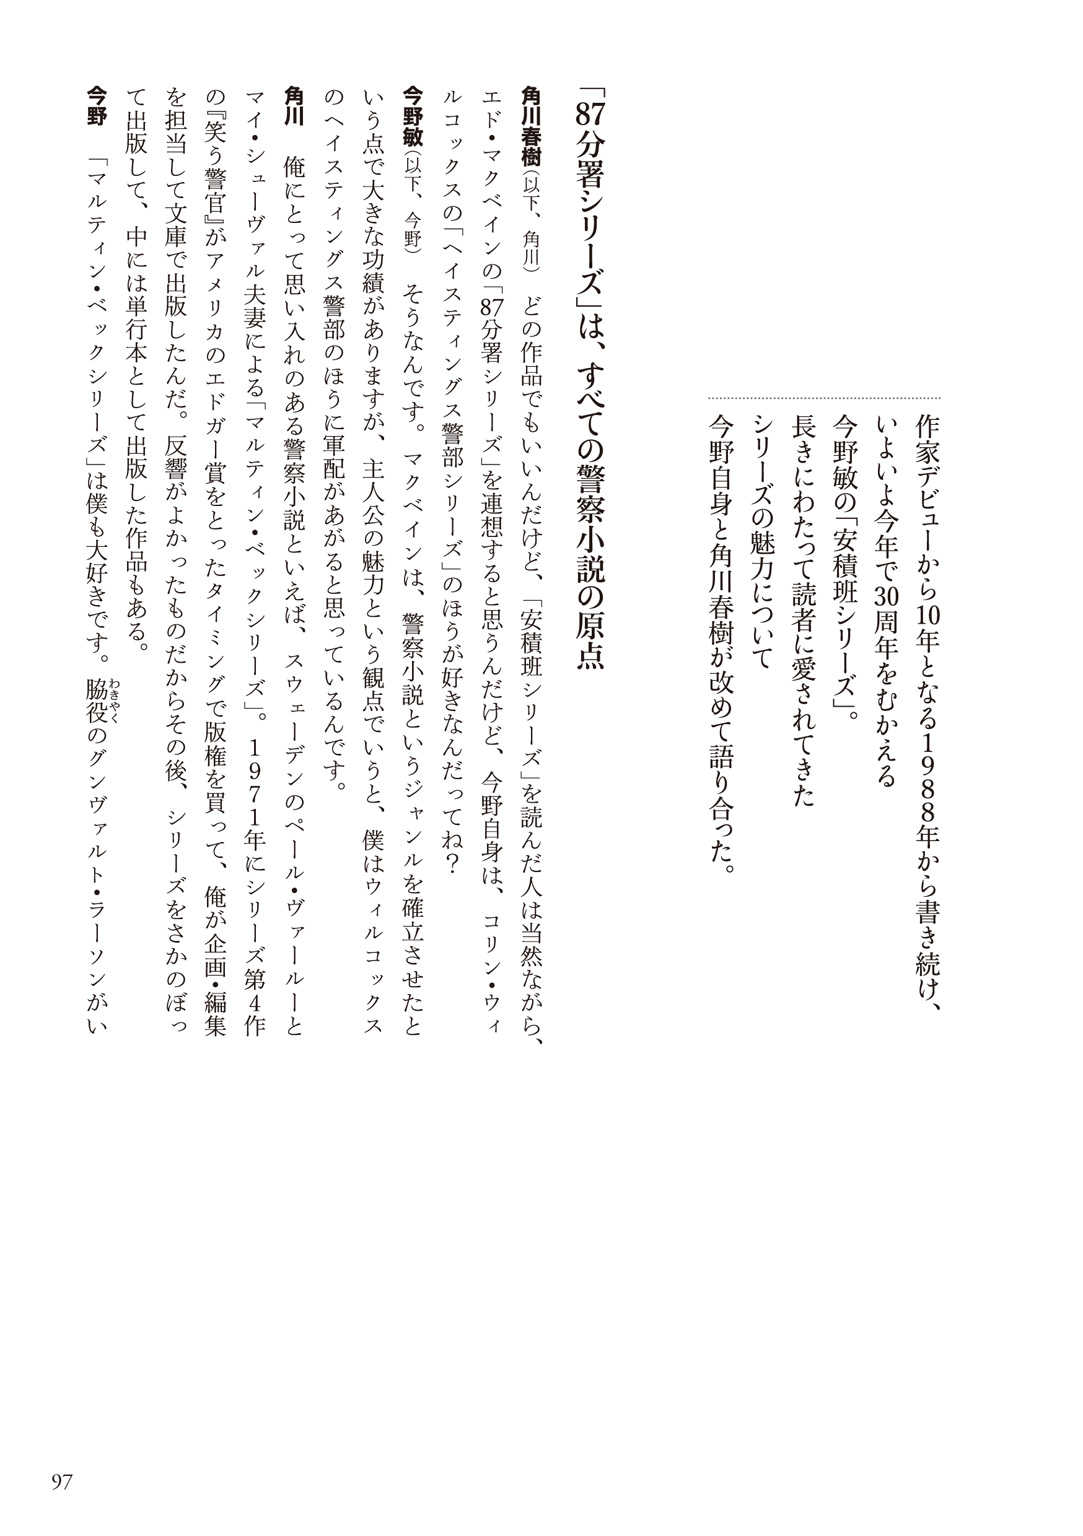 作家デビューから10年となる1988年から書き続け、
いよいよ今年で30周年をむかえる
今野敏の「安積班シリーズ」。
長きにわたって読者に愛されてきた
シリーズの魅力について
今野自身と角川春樹が改めて語り合った。
「87分署シリーズ」は、すべての警察小説の原点
角川春樹（以下、角川）　どの作品でもいいんだけど、「安積班シリーズ」を読んだ人は当然ながら、
エド・マクベインの「87分署シリーズ」を連想すると思うんだけど、今野自身は、コリン・ウィ
ルコックスの「ヘイスティングス警部シリーズ」のほうが好きなんだってね？
今野敏（以下、今野）　そうなんです。マクベインは、警察小説というジャンルを確立させたと
いう点で大きな功績がありますが、主人公の魅力という観点でいうと、僕はウィルコックス
のヘイスティングス警部のほうに軍配があがると思っているんです。
角川　俺にとって思い入れのある警察小説といえば、スウェーデンのペール・ヴァールーと
マイ・シューヴァル夫妻による「マルティン・ベックシリーズ」。1971年にシリーズ第4作
の『笑う警官』がアメリカのエドガー賞をとったタイミングで版権を買って、俺が企画・編集
を担当して文庫で出版したんだ。反響がよかったものだからその後、シリーズをさかのぼっ
て出版して、中には単行本として出版した作品もある。
今野　「マルティン・ベックシリーズ」は僕も大好きです。脇役のグンヴァルト・ラーソンがい
わきやく
97